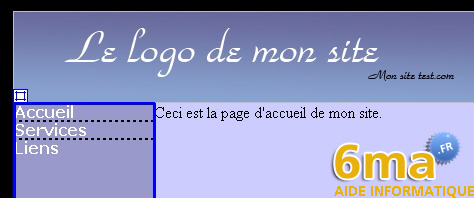 Le logo de mon site
Mon site test.com
Accueil
Ceci est la page d'accueil de mon site.
Services
Liens
6ma.FR
AIDE INFORMATIQUE